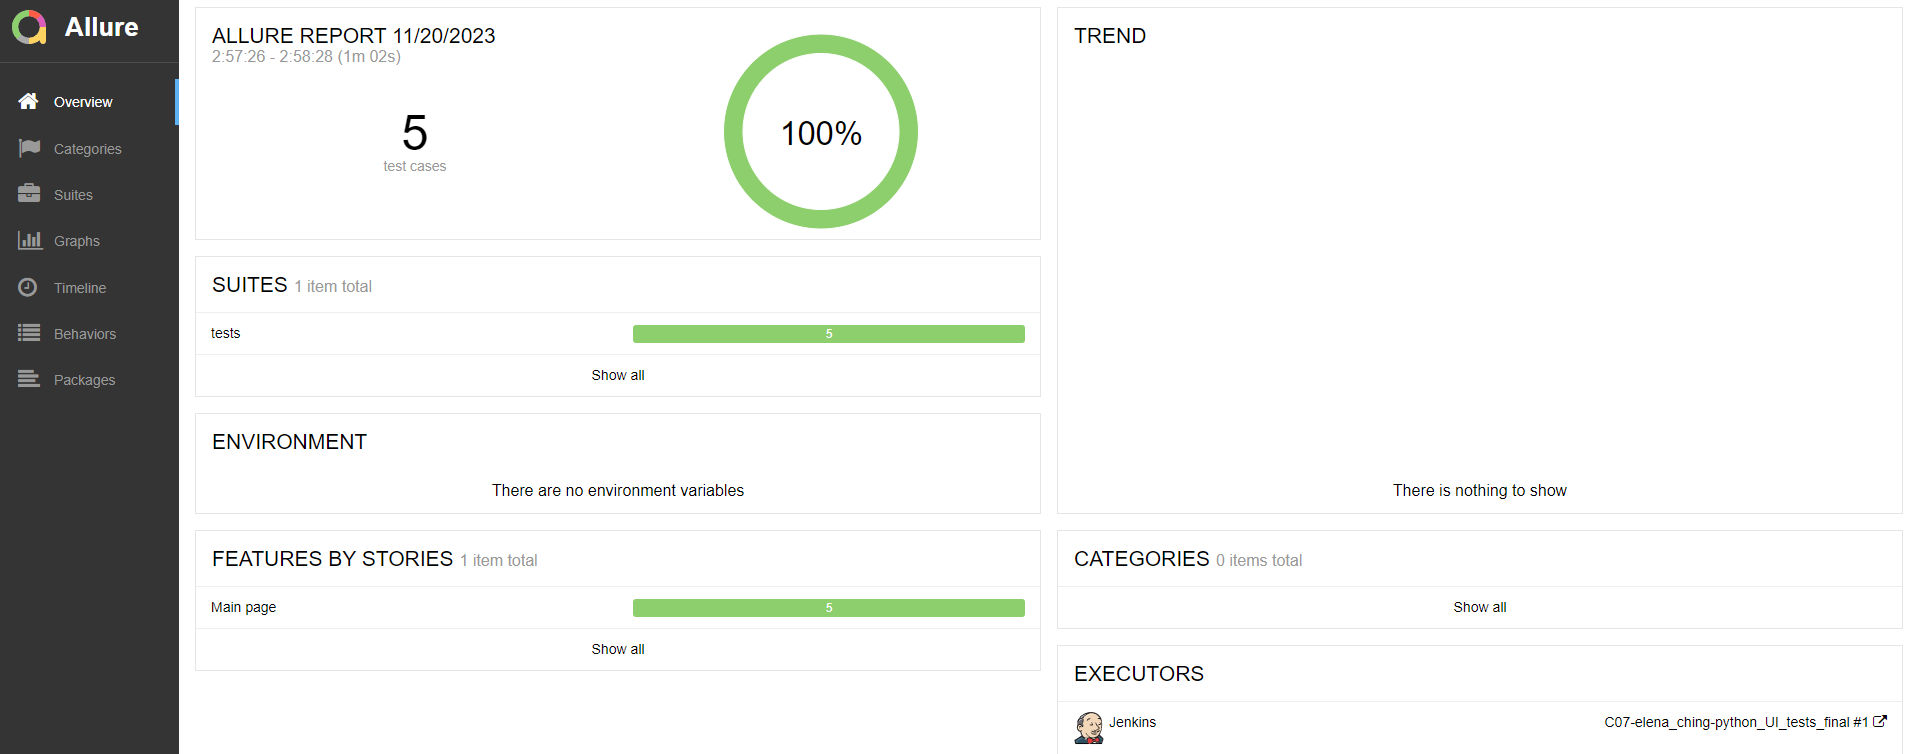 Allure
Overview
Categories
Suites
Graphs
Timeline
Behaviors
Packages
ALLURE REPORT 11/20/2023
2:57:26 - 2:58:28 (1m 02s)
5
test cases
100%
SUITES 1 item total
tests 5
Show all
ENVIRONMENT
There are no environment variables
FEATURES BY STORIES 1 item total
Main page 5
Show all
TREND
There is nothing to show
CATEGORIES 0 items total
Show all
EXECUTORS
Jenkins C07-elena_ching-python_UI_tests_final #1